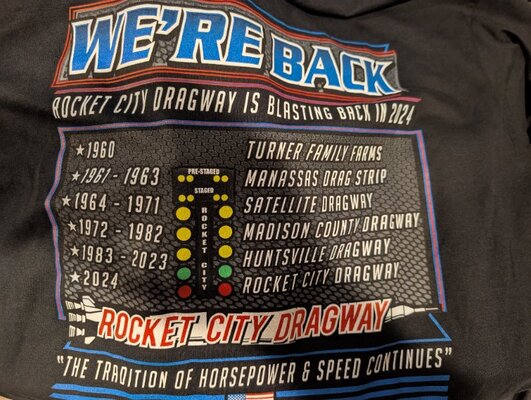 WE'RE BACK
ROCKET CITY DRAGWAY IS BLASTING BACK IN 2024
★1960 TURNER FAMILY FARMS
★1961 - 1963 MANASSAS DRAG STRIP
★1964 - 1971 SATELLITE DRAGWAY
★1972 - 1982 MADISON COUNTY DRAGWAY
★1983 - 2023 HUNTSVILLE DRAGWAY
★2024 ROCKET CITY DRAGWAY
PRE-STAGED
STAGED
ROCKET CITY
ROCKET CITY DRAGWAY
"THE TRADITION OF HORSEPOWER & SPEED CONTINUES"